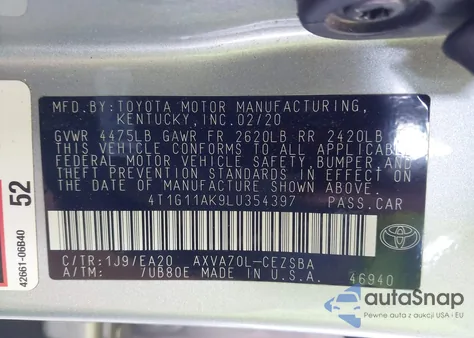 MFD.BY:TOYOTA MOTOR MANUFACTURING,
KENTUCKY,INC.02/20
GVWR 4475LB GAWR FR 2620LB RR 2420LB
THIS VEHICLE CONFORMS TO ALL APPLICABLE
FEDERAL MOTOR VEHICLE SAFETY,BUMPER,AND
THEFT PREVENTION STANDARDS IN EFFECT ON
THE DATE OF MANUFACTURE SHOWN ABOVE.
4T1G11AK9LU354397 PASS.CAR
C/TR:1J9/EA20 AXVA70L-CEZSBA
A/TM: 7UB80E MADE IN U.S.A. 46940
TOYOTA
52
42661-06B40
autaSnap
Pewne auta z aukcji USA i EU